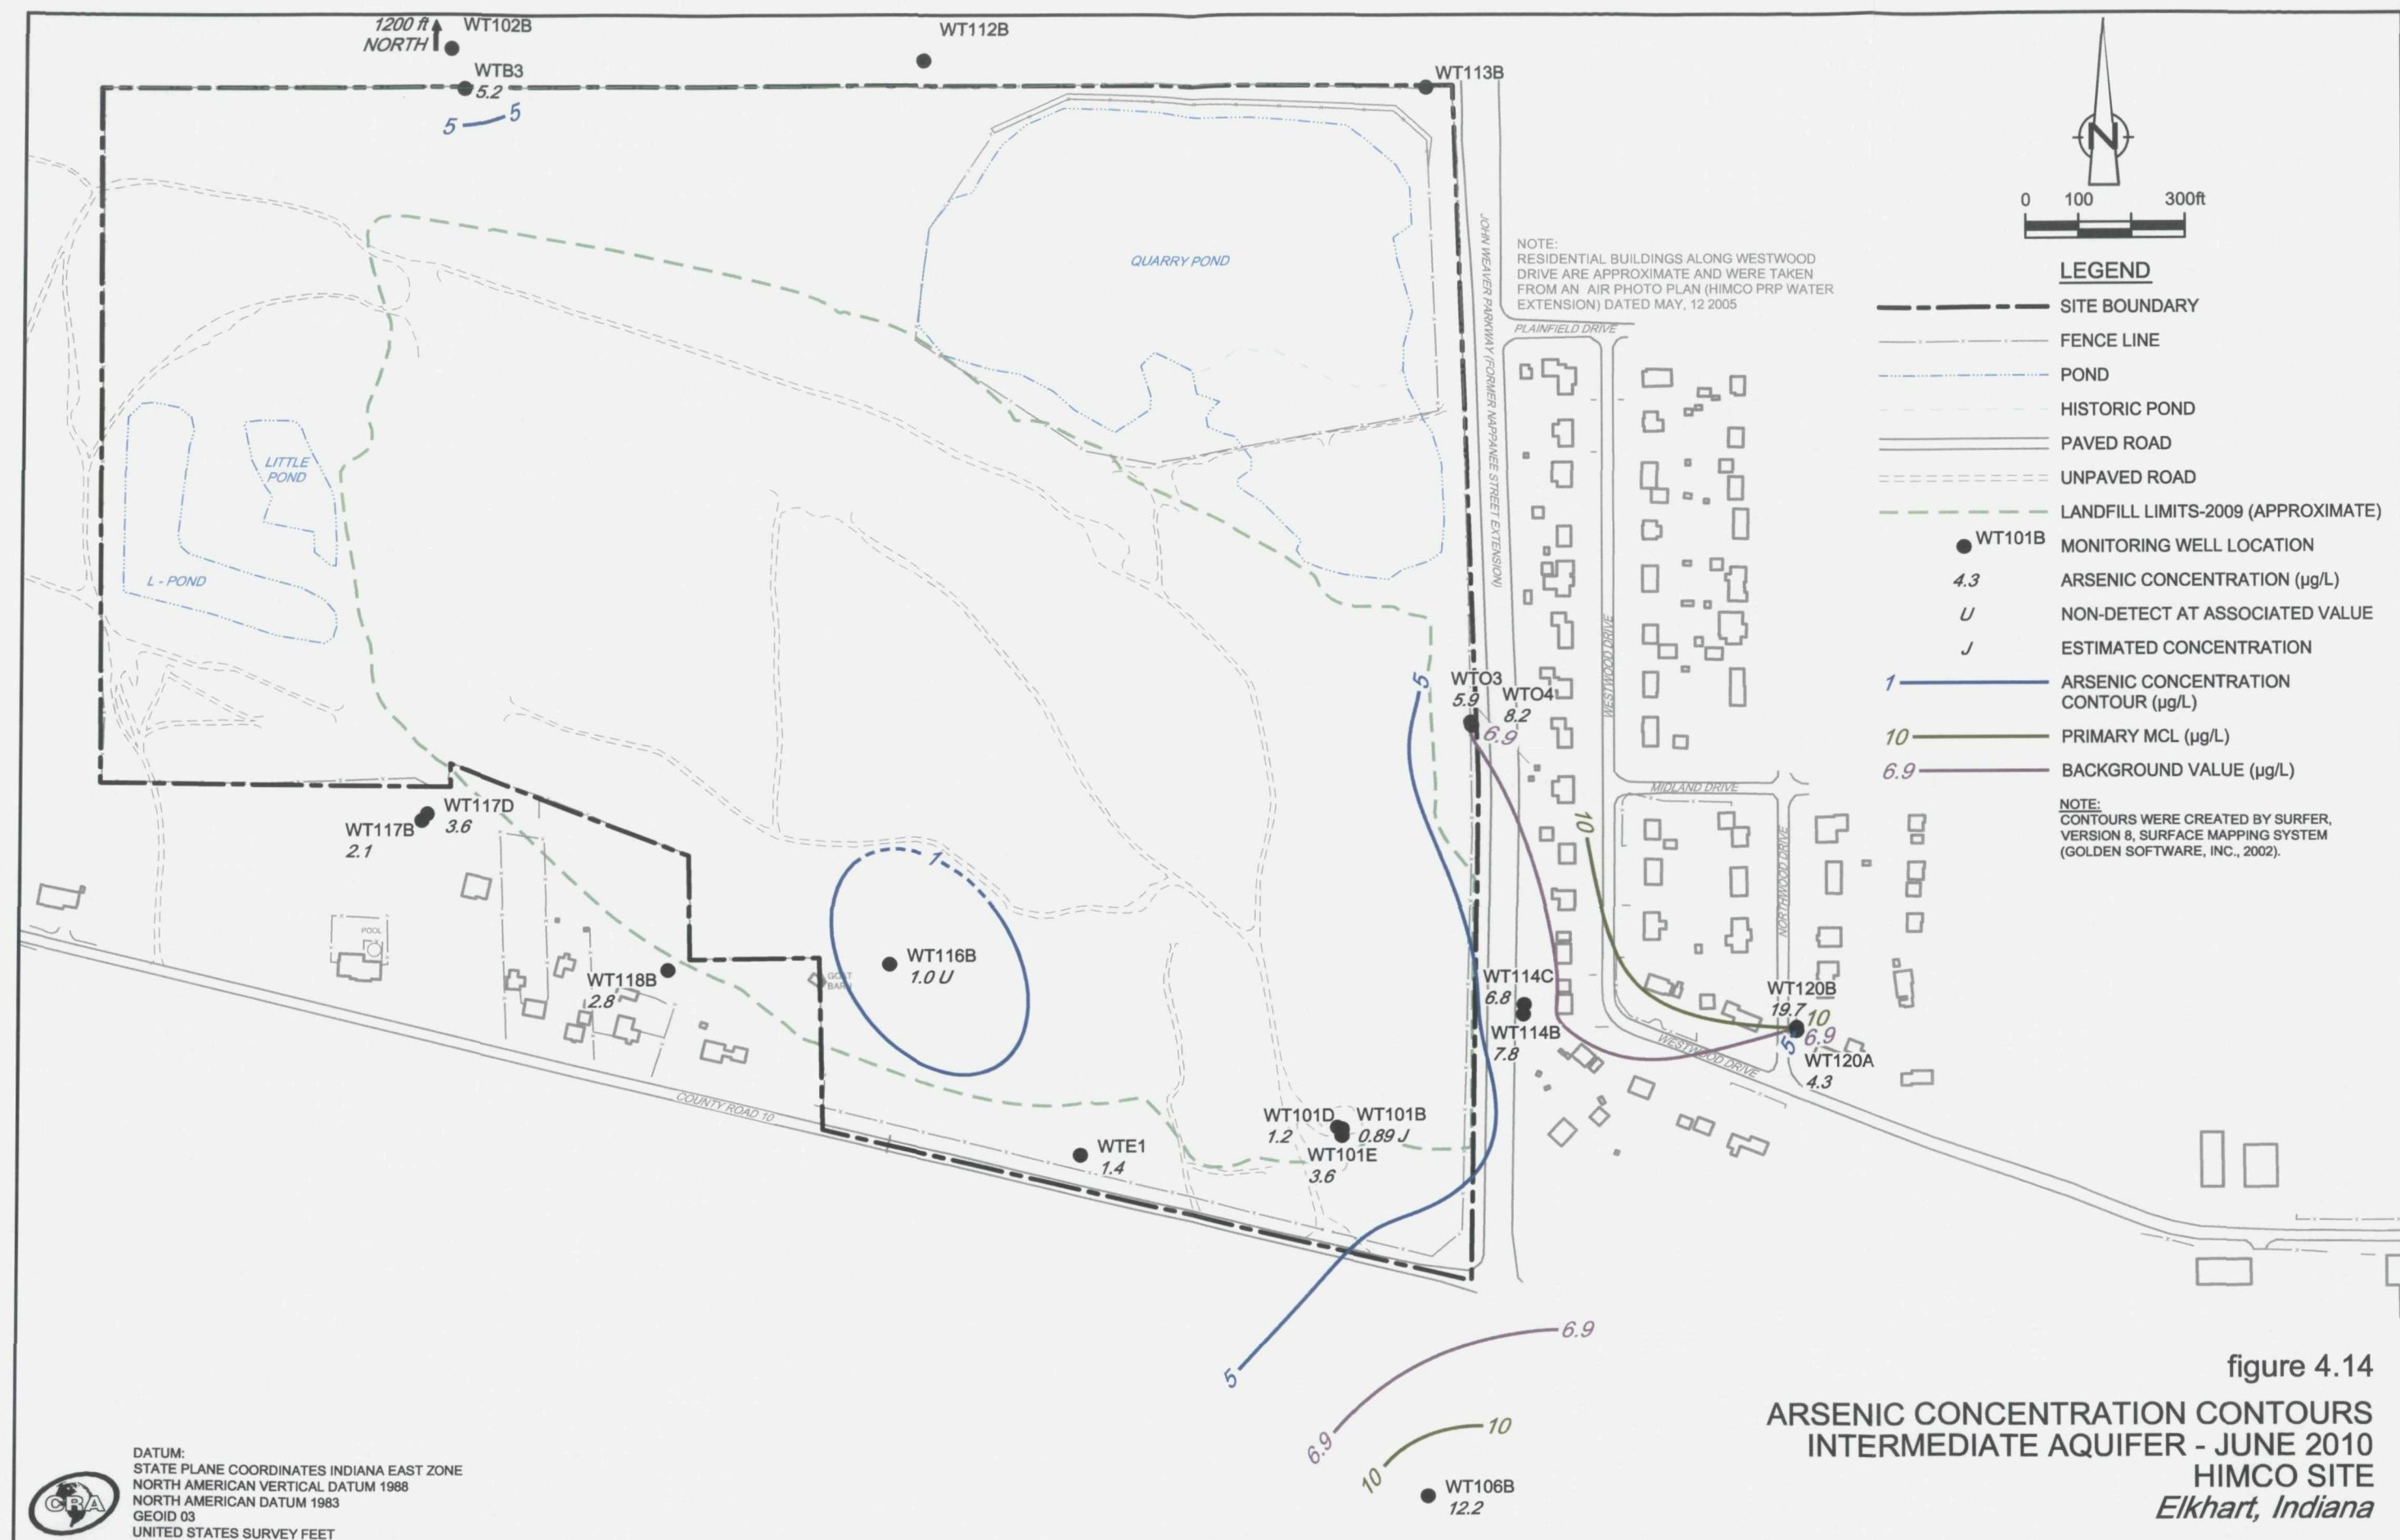 1200 ft
NORTH
WT102B
WT112B
WTB3
5.2
5
5
WT113B
N
0 100 300ft
QUARRY POND
JOHN WEAVER PARKWAY (FORMER NAPPANEE STREET EXTENSION)
NOTE:
RESIDENTIAL BUILDINGS ALONG WESTWOOD
DRIVE ARE APPROXIMATE AND WERE TAKEN
FROM AN AIR PHOTO PLAN (HIMCO PRP WATER
EXTENSION) DATED MAY, 12 2005
PLAINFIELD DRIVE
LEGEND
SITE BOUNDARY
FENCE LINE
POND
HISTORIC POND
PAVED ROAD
UNPAVED ROAD
LANDFILL LIMITS-2009 (APPROXIMATE)
WT101B MONITORING WELL LOCATION
4.3 ARSENIC CONCENTRATION (µg/L)
U NON-DETECT AT ASSOCIATED VALUE
J ESTIMATED CONCENTRATION
1 ARSENIC CONCENTRATION
CONTOUR (µg/L)
10 PRIMARY MCL (µg/L)
6.9 BACKGROUND VALUE (µg/L)
NOTE:
CONTOURS WERE CREATED BY SURFER,
VERSION 8, SURFACE MAPPING SYSTEM
(GOLDEN SOFTWARE, INC., 2002).
LITTLE
POND
L - POND
WESTWOOD DRIVE
5
WTO3
5.9
WTO4
8.2
6.9
MIDLAND DRIVE
NORTHWOOD DRIVE
10
WT117D
3.6
WT117B
2.1
1
POOL
WT116B
1.0 U
GOAT
BARN
WT118B
2.8
WT114C
6.8
WT114B
7.8
WT120B
19.7
10
6.9
5
WT120A
4.3
WESTWOOD DRIVE
COUNTY ROAD 10
WT101D
1.2
WT101B
0.89 J
WT101E
3.6
WTE1
1.4
5
6.9
6.9
10
10
WT106B
12.2
figure 4.14
ARSENIC CONCENTRATION CONTOURS
INTERMEDIATE AQUIFER - JUNE 2010
HIMCO SITE
Elkhart, Indiana
CRA
DATUM:
STATE PLANE COORDINATES INDIANA EAST ZONE
NORTH AMERICAN VERTICAL DATUM 1988
NORTH AMERICAN DATUM 1983
GEOID 03
UNITED STATES SURVEY FEET